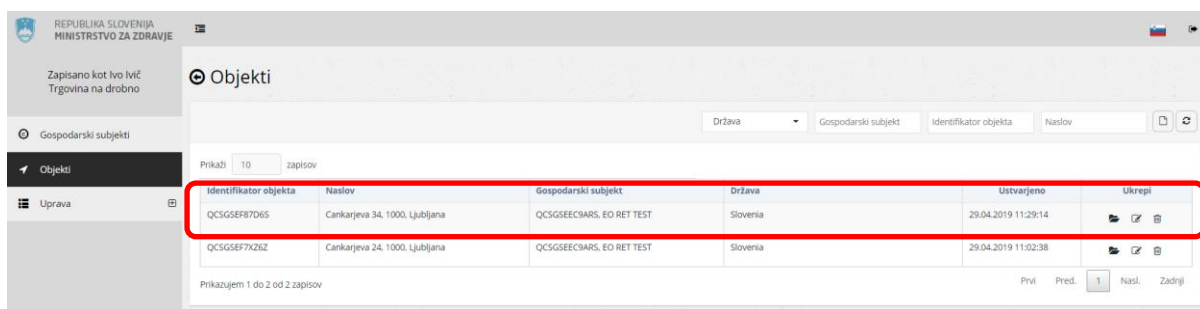 REPUBLIKA SLOVENIJA
MINISTRSTVO ZA ZDRAVJE
Zapisano kot Ivo Ivič
Trgovina na drobno
Gospodarski subjekti
Objekti
Uprava
Objekti
Država Gospodarski subjekt Identifikator objekta Naslov
Prikaži 10 zapisov
Identifikator objekta Naslov Gospodarski subjekt Država Ustvarjeno Ukrepi
QCSGSEF87D6S Cankarjeva 34, 1000, Ljubljana QCSGSEEC9ARS, EO RET TEST Slovenia 29.04.2019 11:29:14
QCSGSEF7XZ6Z Cankarjeva 24, 1000, Ljubljana QCSGSEEC9ARS, EO RET TEST Slovenia 29.04.2019 11:02:38
Prikazujem 1 do 2 od 2 zapisov
Prvi Pred. 1 Nasl. Zadnji